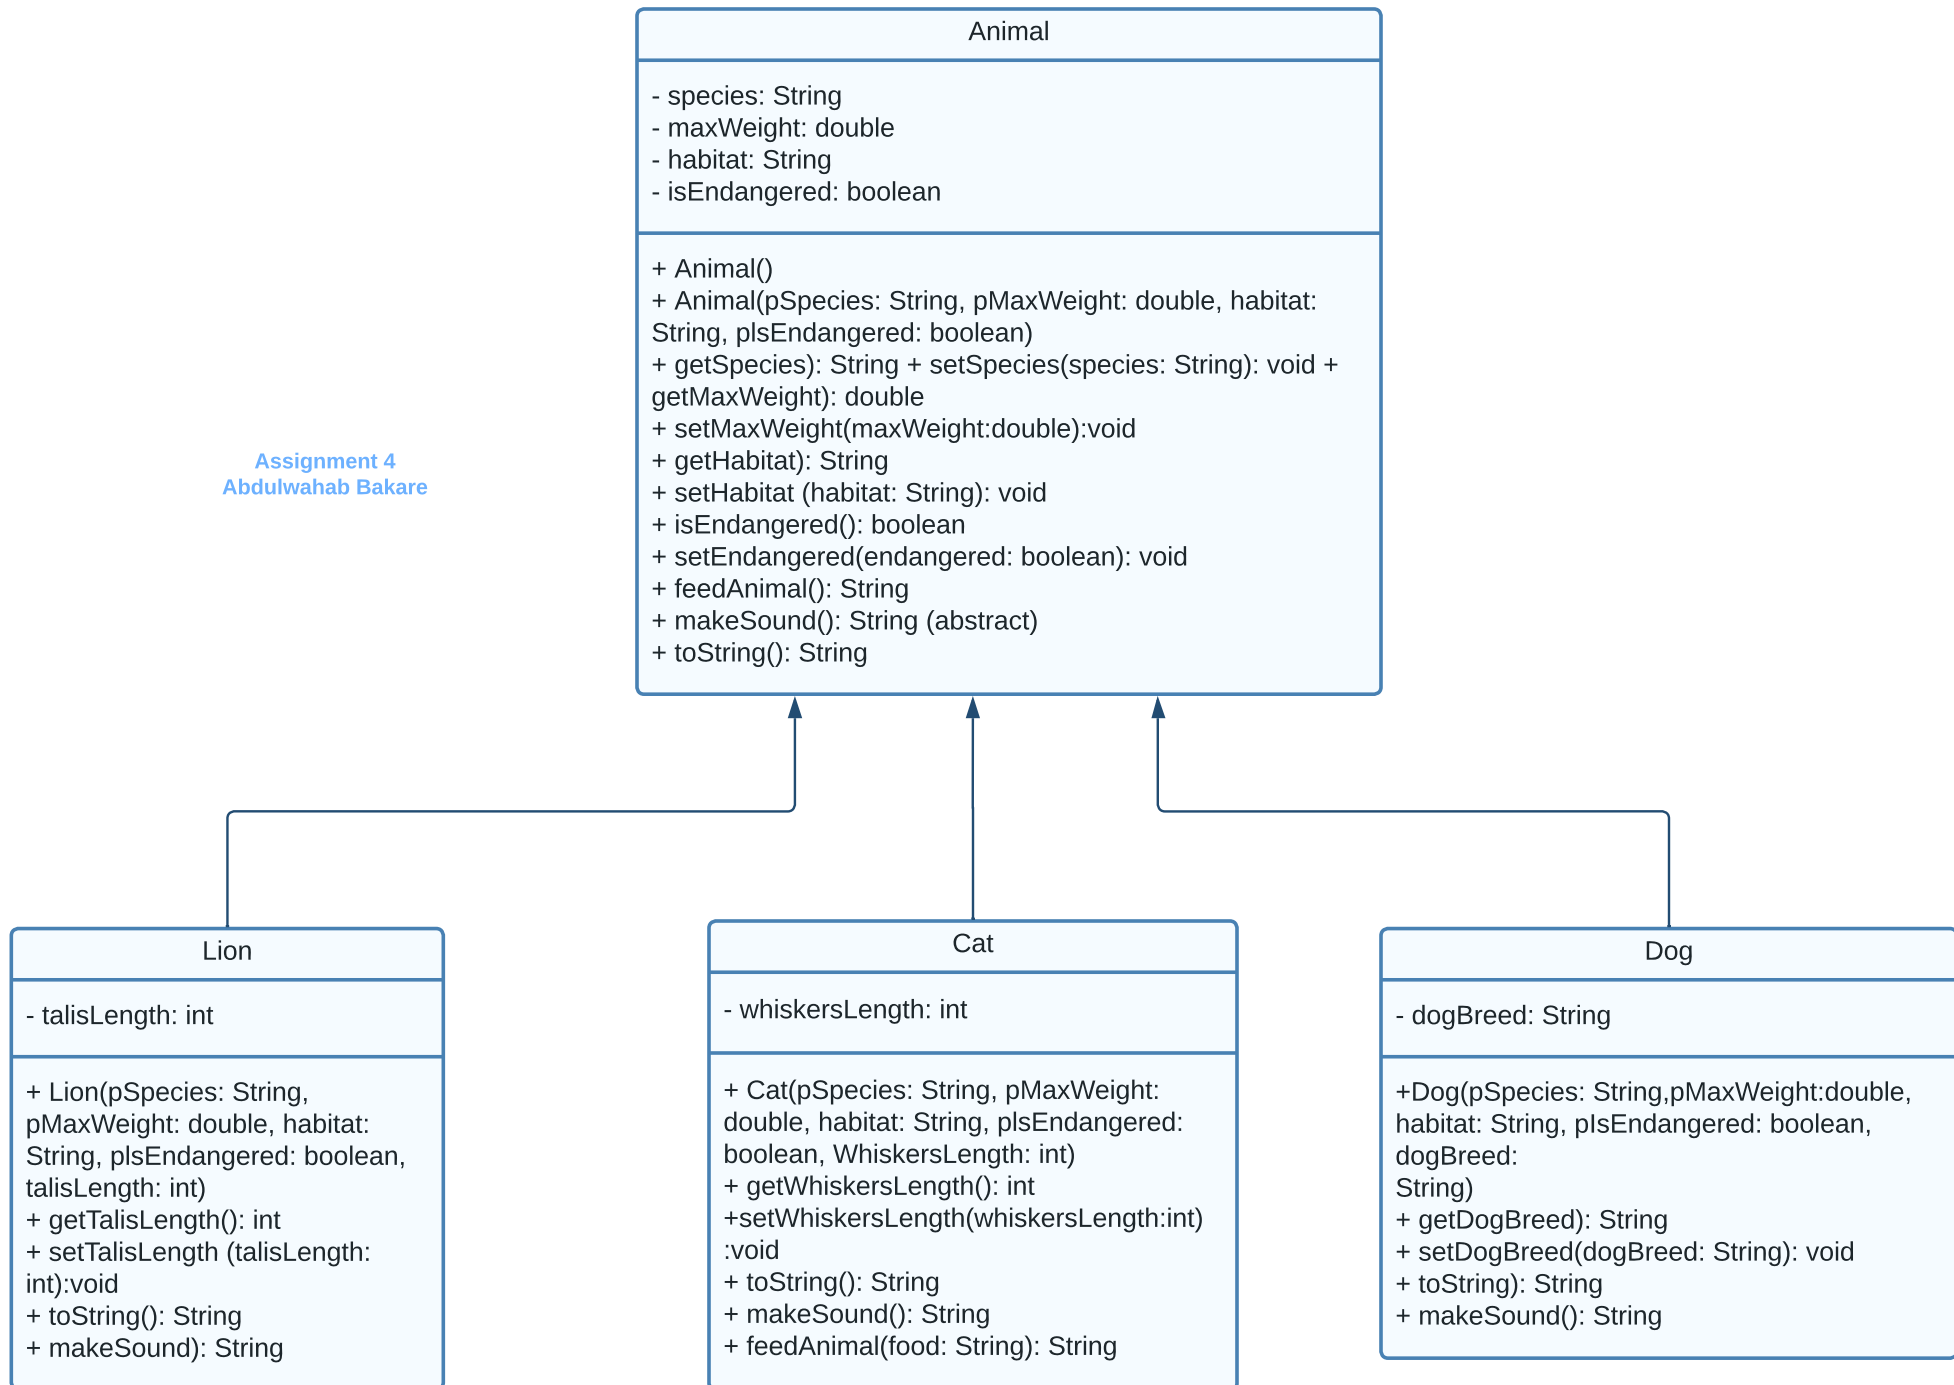 Animal
- species: String
- maxWeight: double
- habitat: String
- isEndangered: boolean
+ Animal()
+ Animal(pSpecies: String, pMaxWeight: double, habitat:
String, plsEndangered: boolean)
+ getSpecies): String + setSpecies(species: String): void +
getMaxWeight): double
+ setMaxWeight(maxWeight:double):void
+ getHabitat): String
+ setHabitat (habitat: String): void
+ isEndangered(): boolean
+ setEndangered(endangered: boolean): void
+ feedAnimal(): String
+ makeSound(): String (abstract)
+ toString(): String
Assignment 4
Abdulwahab Bakare
Lion
- talisLength: int
+ Lion(pSpecies: String,
pMaxWeight: double, habitat:
String, plsEndangered: boolean,
talisLength: int)
+ getTalisLength(): int
+ setTalisLength (talisLength:
int):void
+ toString(): String
+ makeSound): String
Cat
- whiskersLength: int
+ Cat(pSpecies: String, pMaxWeight:
double, habitat: String, plsEndangered:
boolean, WhiskersLength: int)
+ getWhiskersLength(): int
+setWhiskersLength(whiskersLength:int)
:void
+ toString(): String
+ makeSound(): String
+ feedAnimal(food: String): String
Dog
- dogBreed: String
+Dog(pSpecies: String,pMaxWeight:double,
habitat: String, pIsEndangered: boolean,
dogBreed:
String)
+ getDogBreed): String
+ setDogBreed(dogBreed: String): void
+ toString): String
+ makeSound(): String